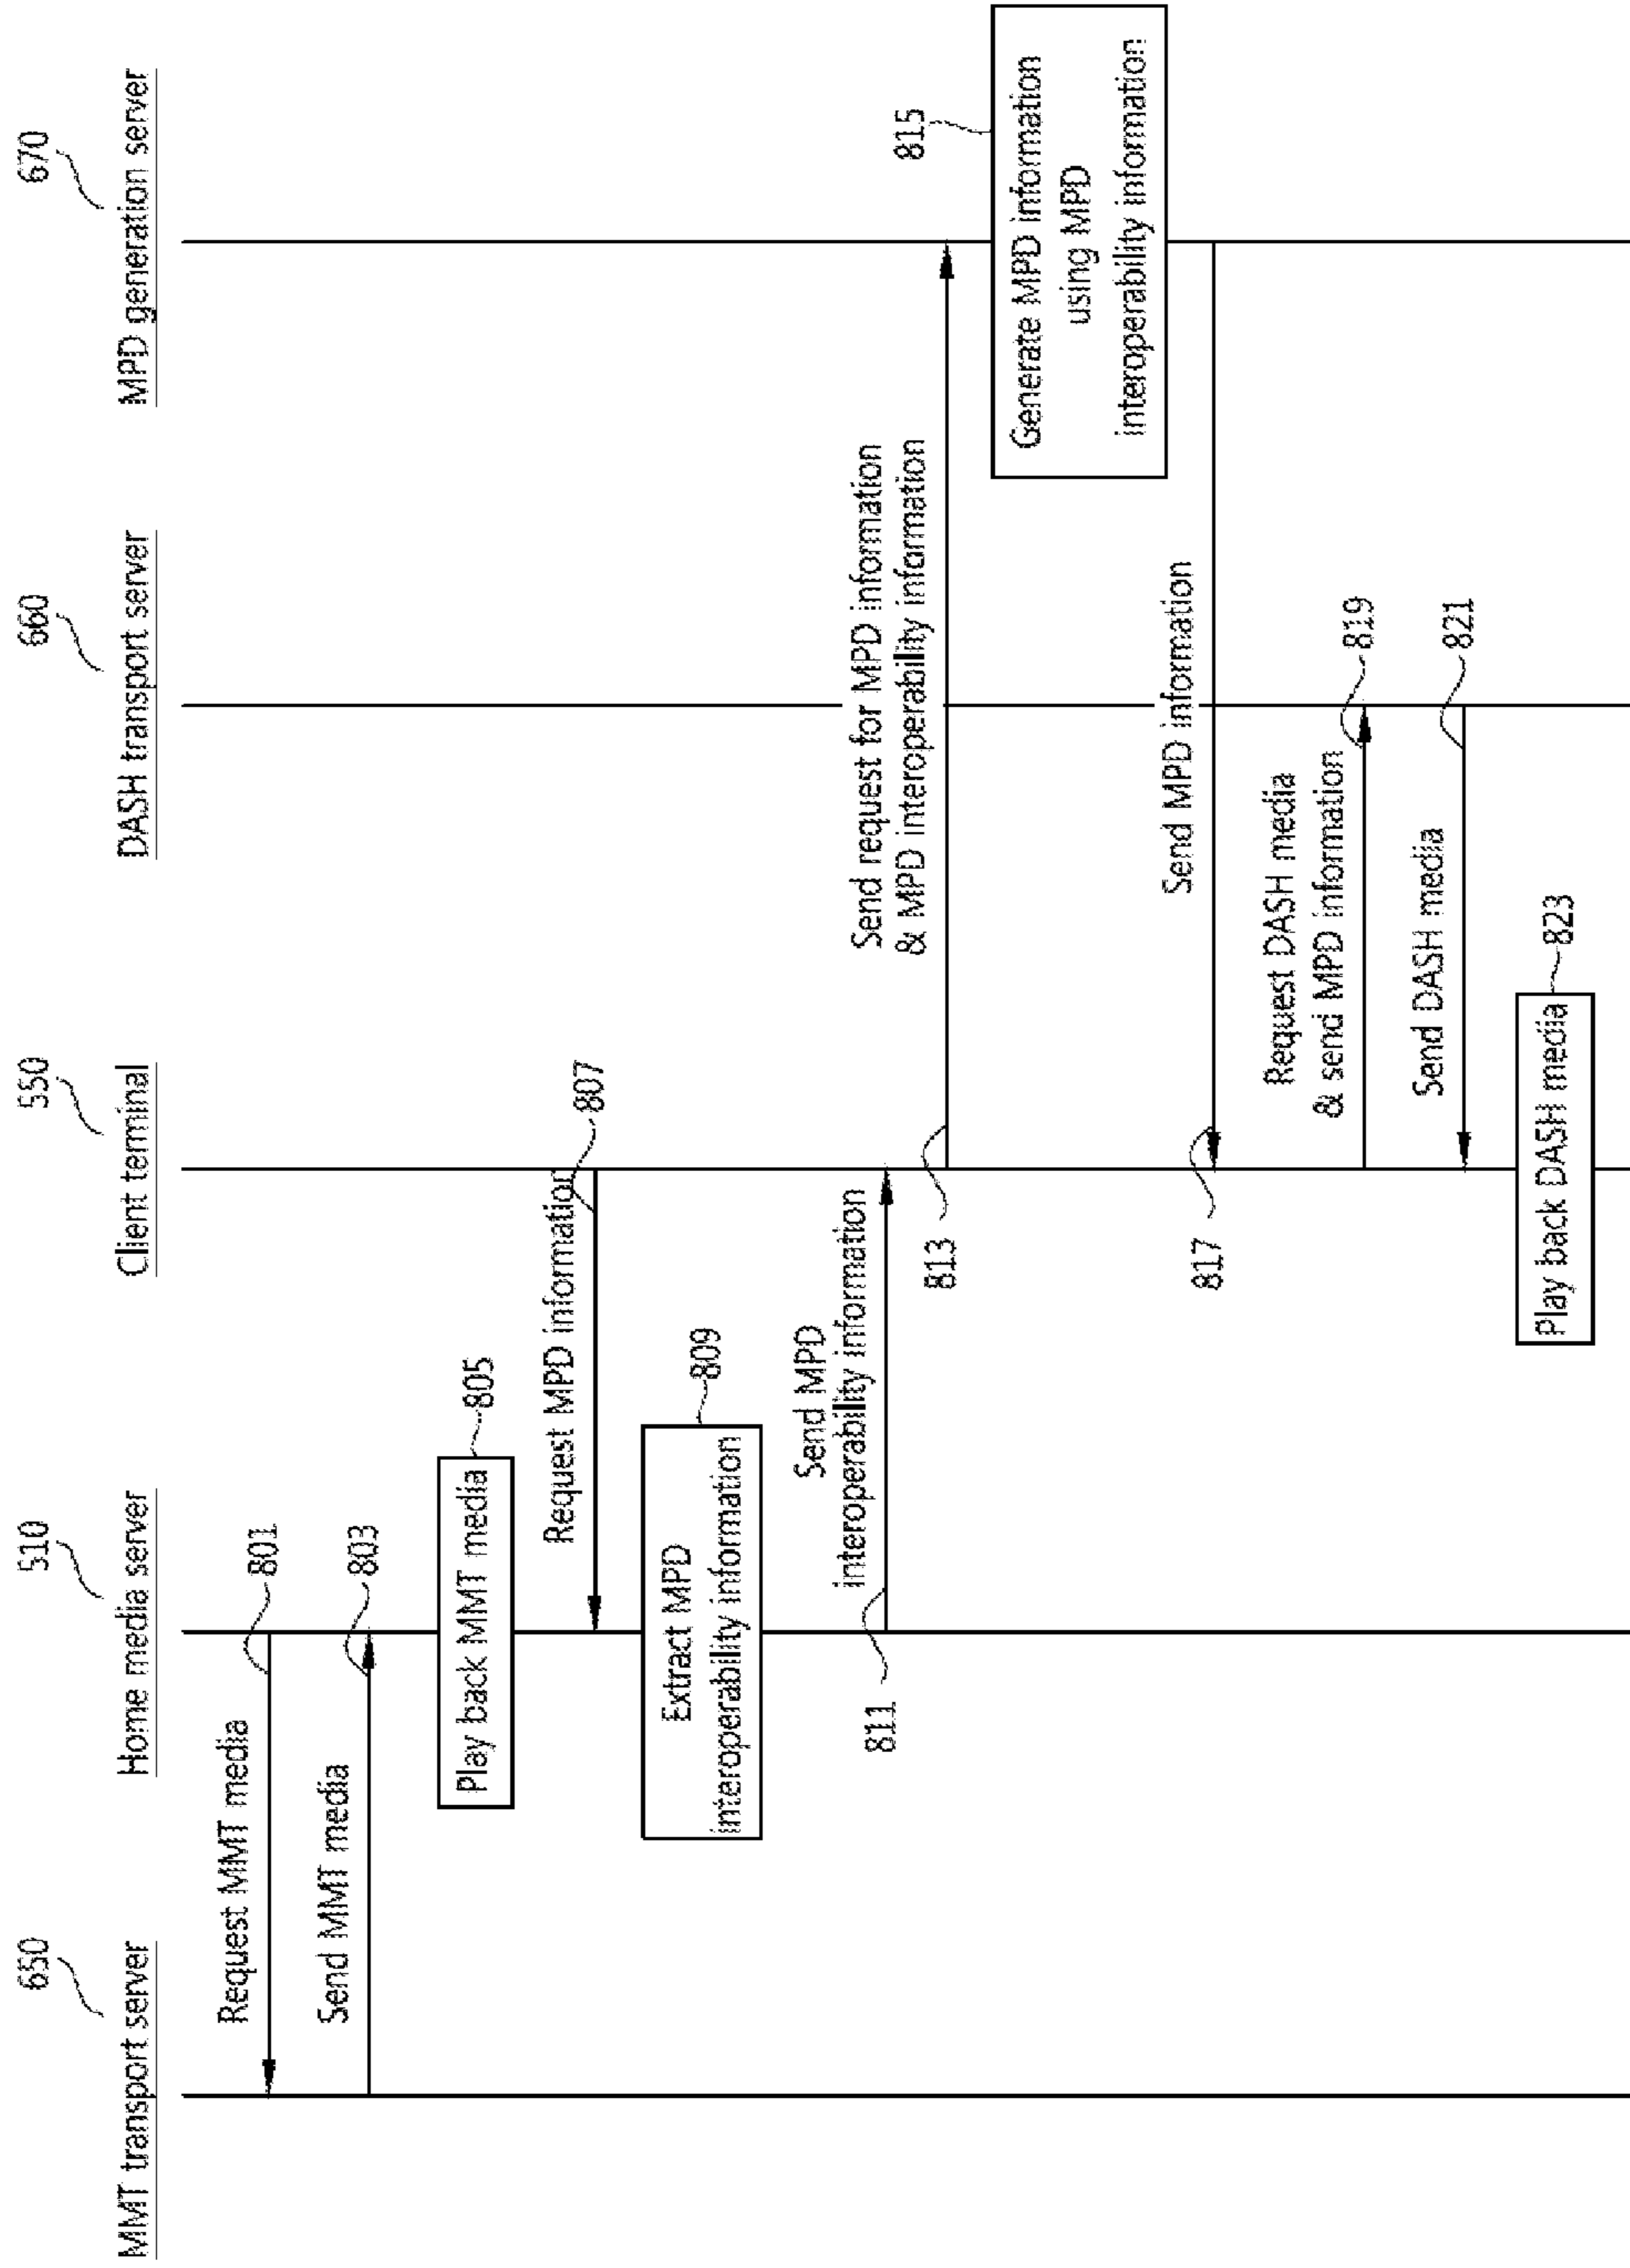 650
MMT transport server
510
Home media server
550
Client terminal
660
DASH transport server
670
MPD generation server
Request MMT media
801
Send MMT media
803
Play back MMT media
805
Request MPD information
807
Extract MPD
interoperability information
809
Send MPD
interoperability information
811
Send request for MPD information
& MPD interoperability information
813
Generate MPD information
using MPD
interoperability information
815
Send MPD information
817
Request DASH media
& send MPD information
819
Send DASH media
821
Play back DASH media
823